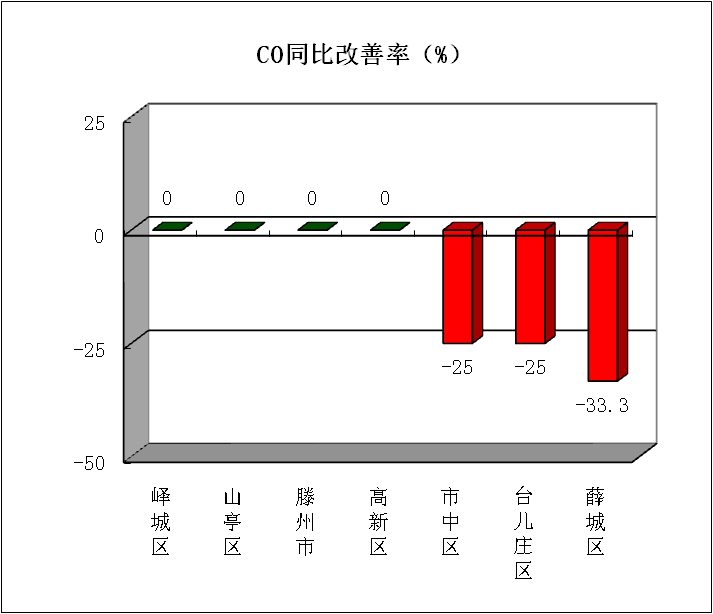 CO同比改善率（%）
25
0
-25
-50
0
0
0
0
-25
-25
-33.3
峄城区
山亭区
滕州市
高新区
市中区
台儿庄区
薛城区